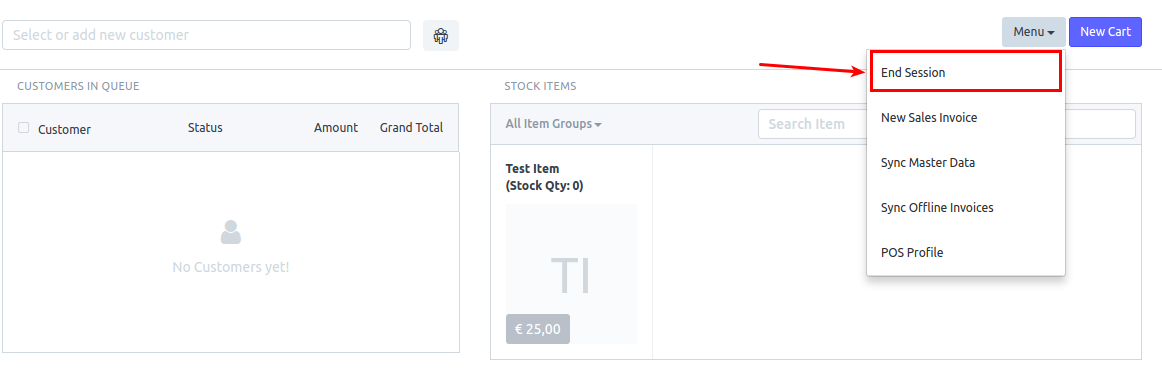 Select or add new customer
Menu
New Cart
End Session
New Sales Invoice
Sync Master Data
Sync Offline Invoices
POS Profile
CUSTOMERS IN QUEUE
Customer Status Amount Grand Total
No Customers yet!
STOCK ITEMS
All Item Groups
Search Item
Test Item
(Stock Qty: 0)
TI
€ 25,00